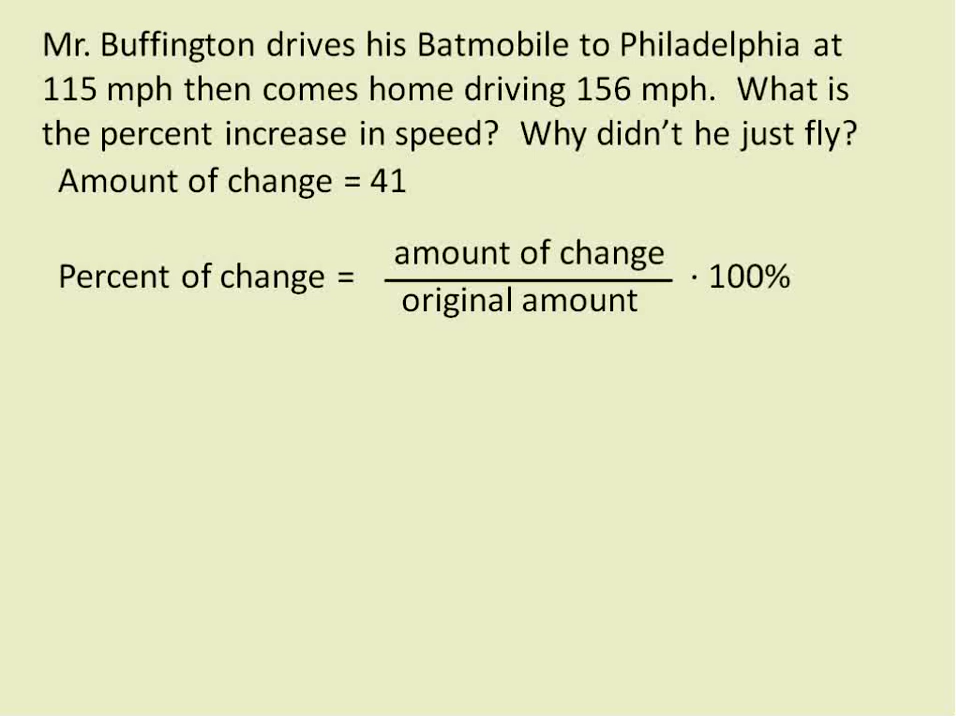 Mr. Buffington drives his Batmobile to Philadelphia at
115 mph then comes home driving 156 mph.  What is
the percent increase in speed?  Why didn’t he just fly?
Amount of change = 41
amount of change
Percent of change = · 100%
original amount